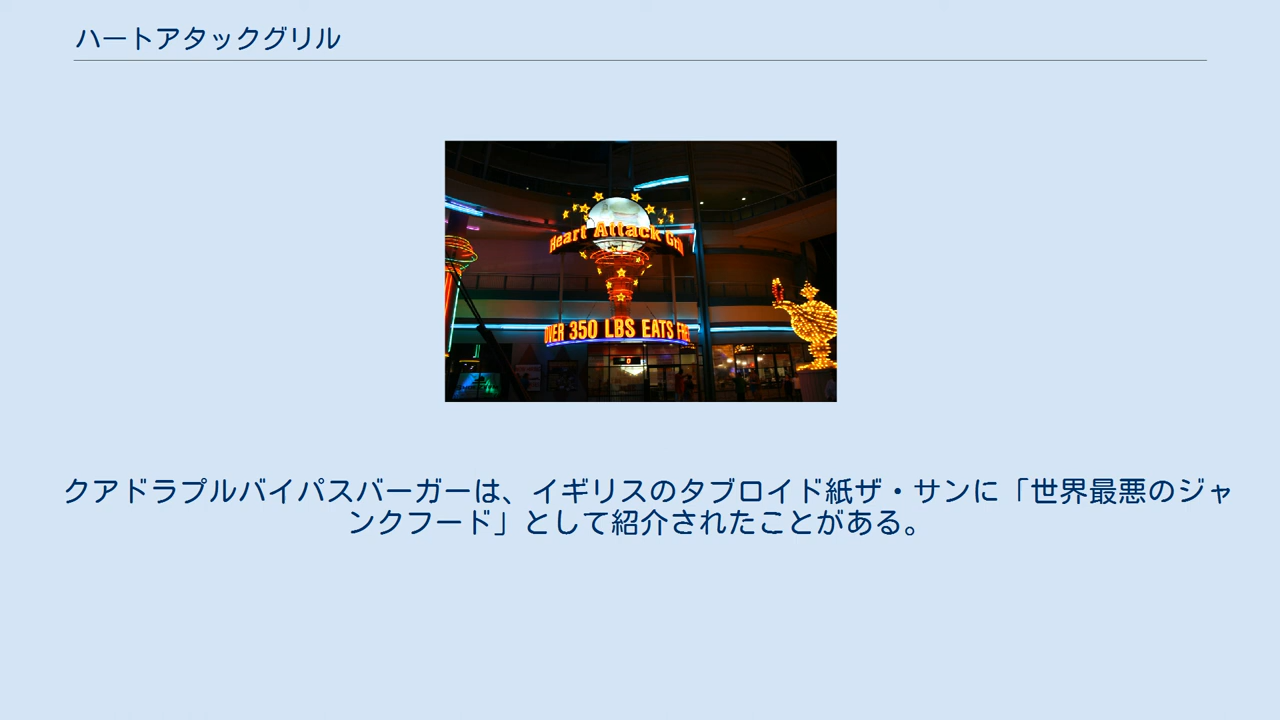 ハートアタックグリル
Heart Attack Grill
OVER 350 LBS EATS FREE
クアドラプルバイパスバーガーは、イギリスのタブロイド紙ザ・サンに「世界最悪のジャ
ンクフード」として紹介されたことがある。